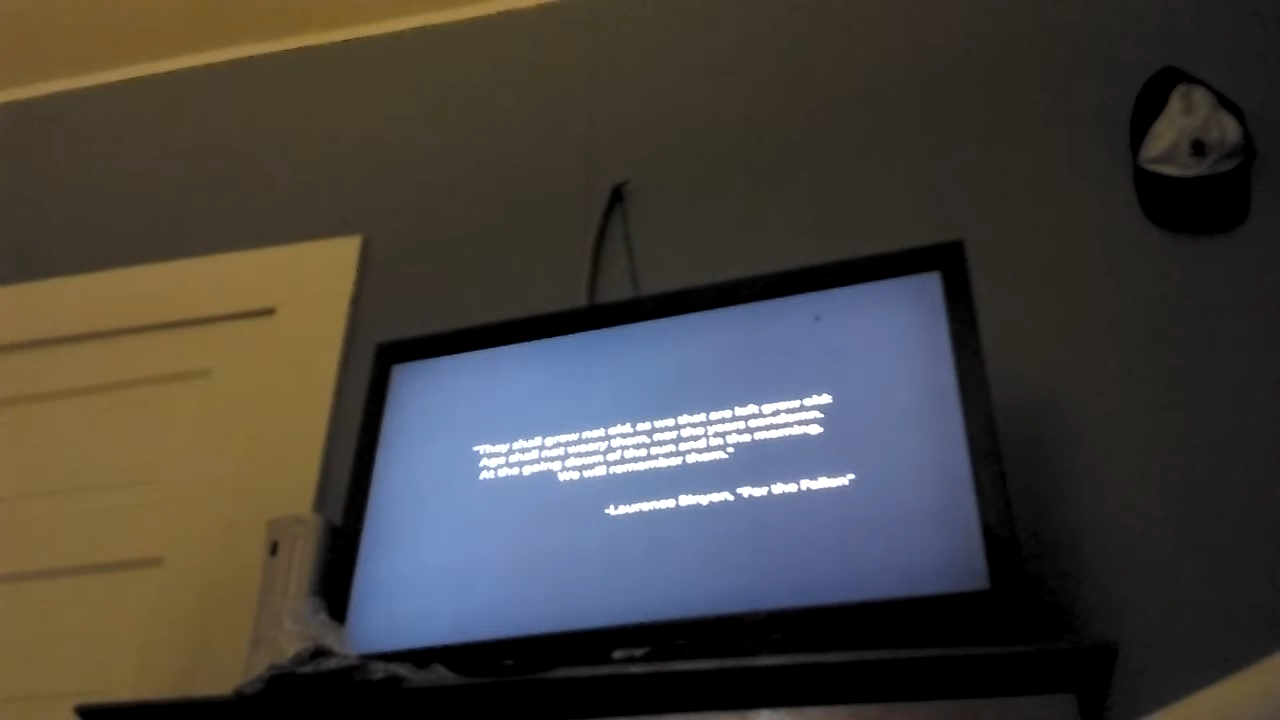 "They shall grow not old, as we that are left grow old:
Age shall not weary them, nor the years condemn.
At the going down of the sun and in the morning,
We will remember them."
-Laurence Binyon, "For the Fallen"